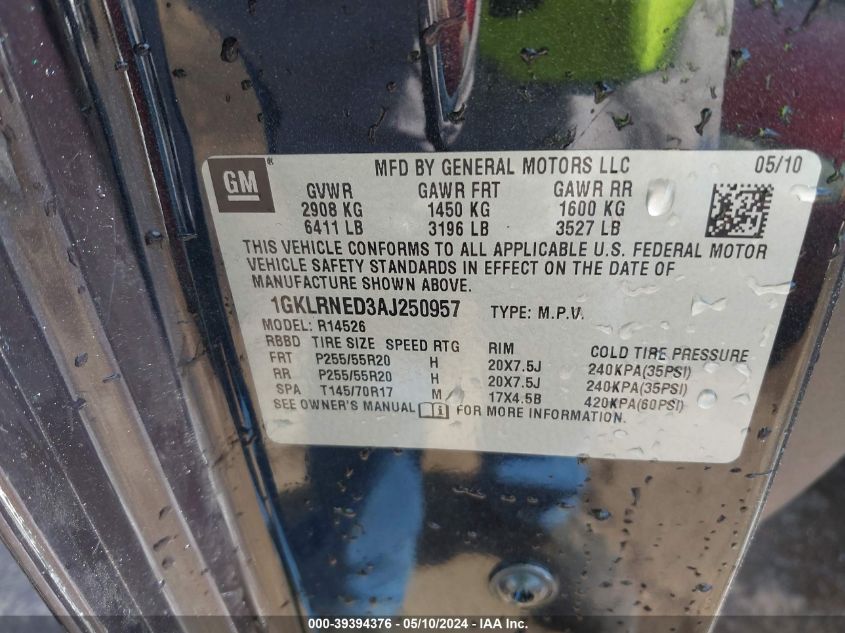 GM ® MFD BY GENERAL MOTORS LLC 05/10
GVWR GAWR FRT GAWR RR
2908 KG 1450 KG 1600 KG
6411 LB 3196 LB 3527 LB
THIS VEHICLE CONFORMS TO ALL APPLICABLE U.S. FEDERAL MOTOR
VEHICLE SAFETY STANDARDS IN EFFECT ON THE DATE OF
MANUFACTURE SHOWN ABOVE.
1GKLRNED3AJ250957 TYPE: M.P.V.
MODEL: R14526
RBBD TIRE SIZE SPEED RTG RIM COLD TIRE PRESSURE
FRT P255/55R20 H 20X7.5J 240KPA(35PSI)
RR P255/55R20 H 20X7.5J 240KPA(35PSI)
SPA T145/70R17 M 17X4.5B 420KPA(60PSI)
SEE OWNER'S MANUAL FOR MORE INFORMATION.
000-39394376 - 05/10/2024 - IAA Inc.